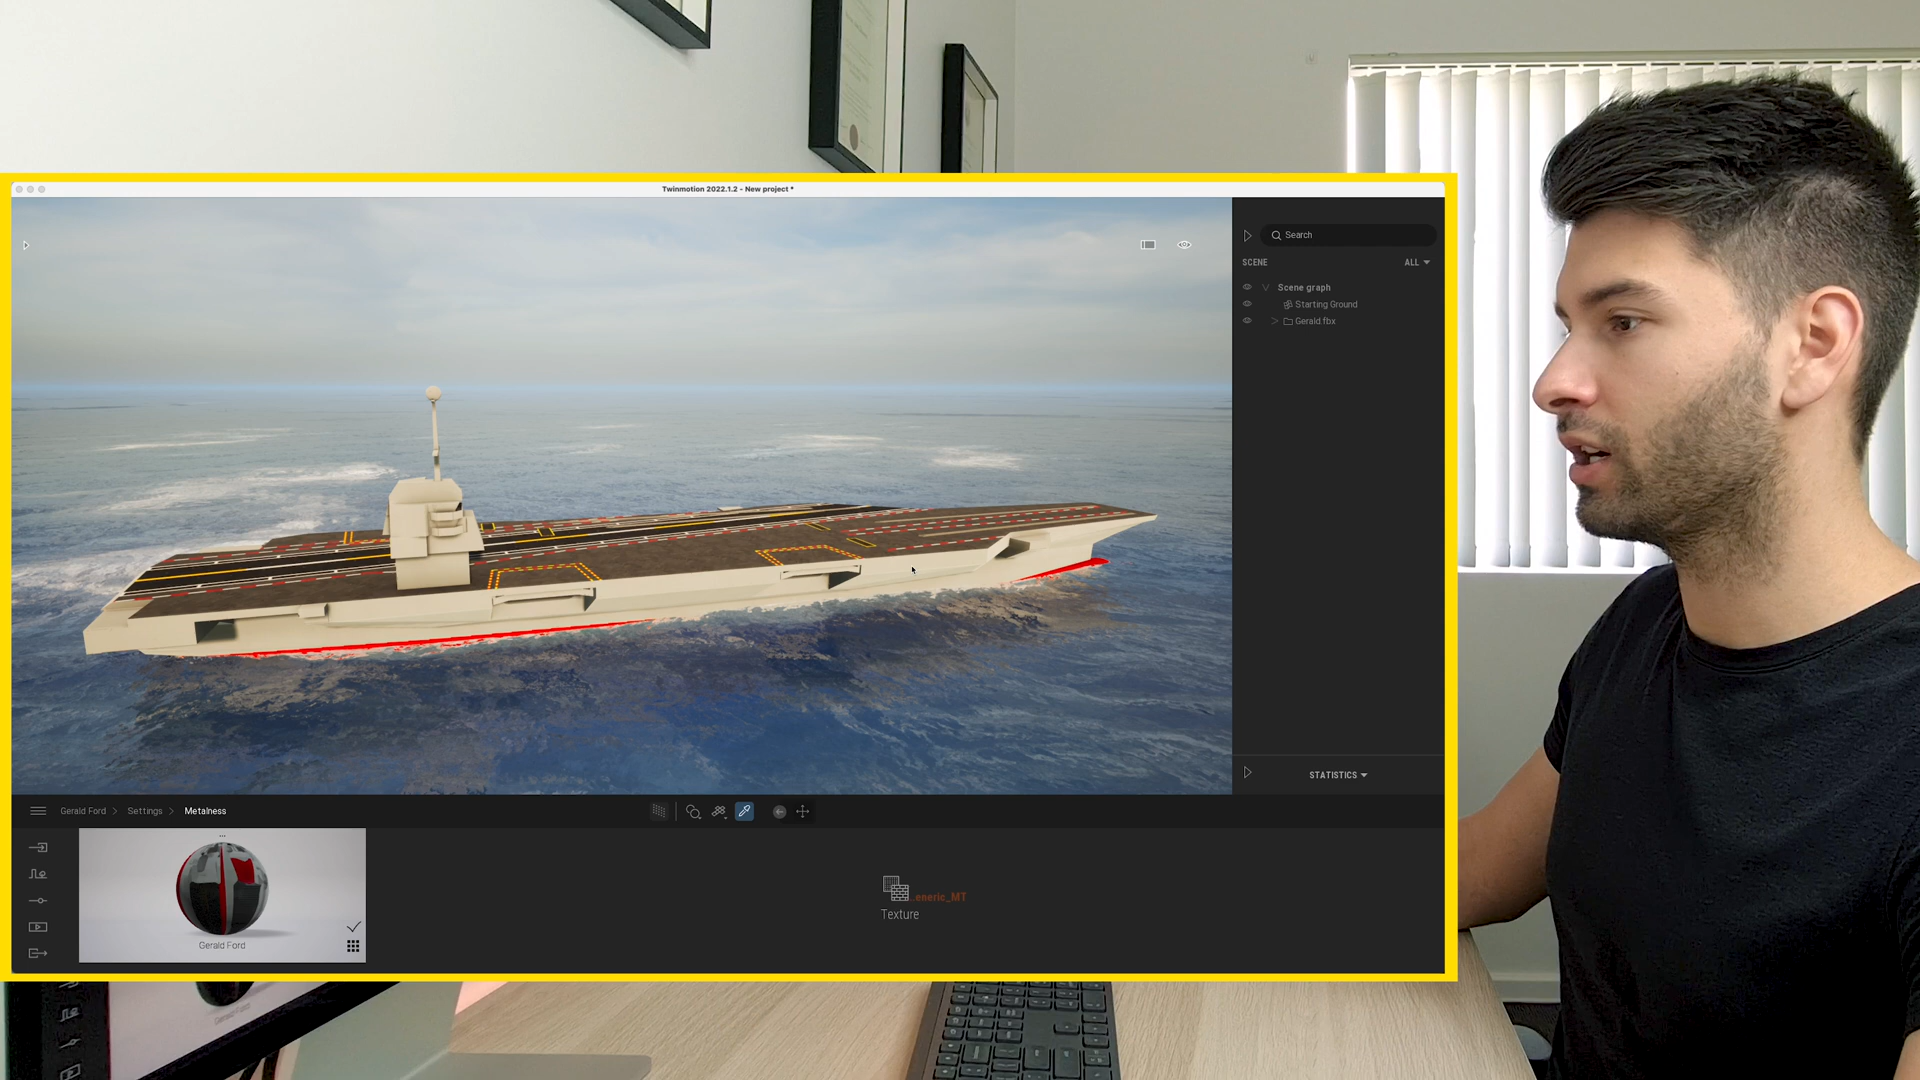 Twinmotion 2022.1.2 - New project *
Search
SCENE
ALL
Scene graph
Starting Ground
Gerald fbx
STATISTICS
Gerald Ford
Settings
Metalness
...
Gerald Ford
..eneric_MT
Texture